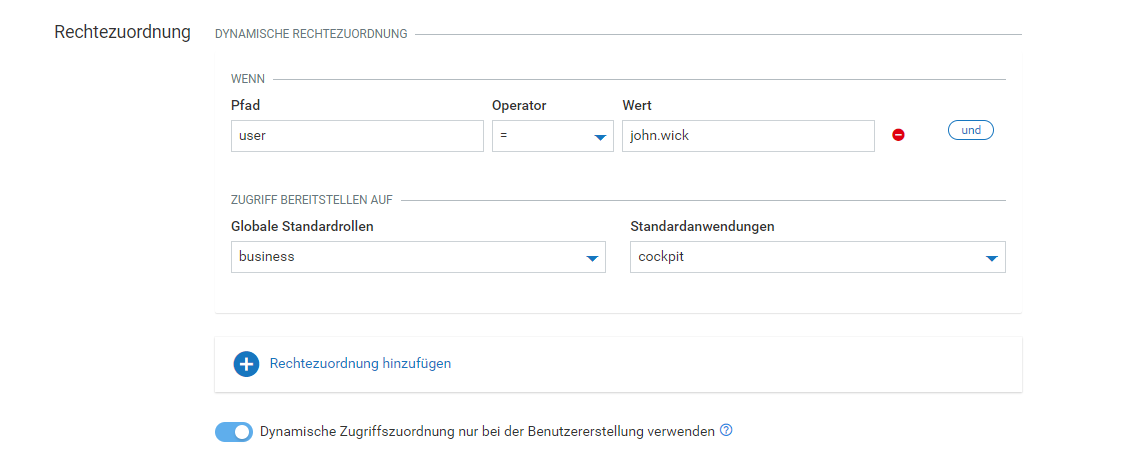 Rechtezuordnung
DYNAMISCHE RECHTEZUORDNUNG
WENN
Pfad Operator Wert
user = john.wick und
ZUGRIFF BEREITSTELLEN AUF
Globale Standardrollen Standardanwendungen
business cockpit
Rechtezuordnung hinzufügen
Dynamische Zugriffszuordnung nur bei der Benutzererstellung verwenden ?